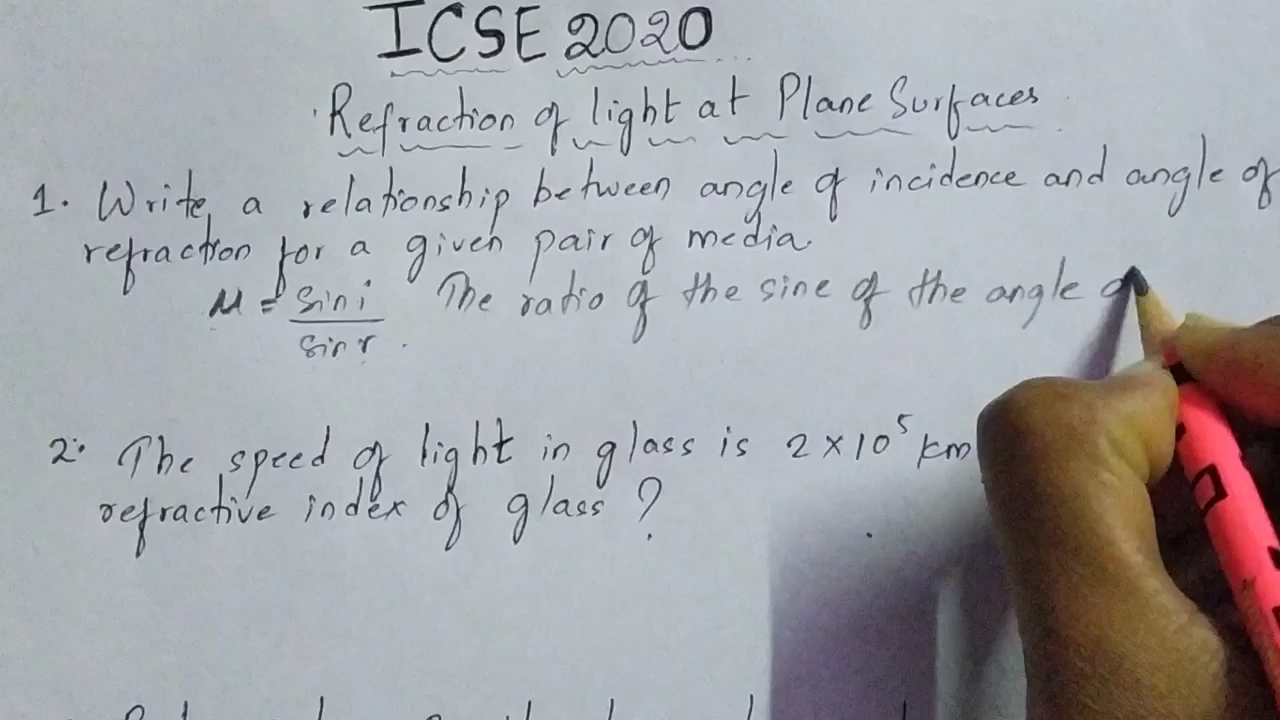 ICSE 2020
Refraction of light at Plane Surfaces
1. Write a relationship between angle of incidence and angle of
refraction for a given pair of media.
μ = sin i / sin r . The ratio of the sine of the angle
2. The speed of light in glass is 2 × 10⁵ km
refractive index of glass ?